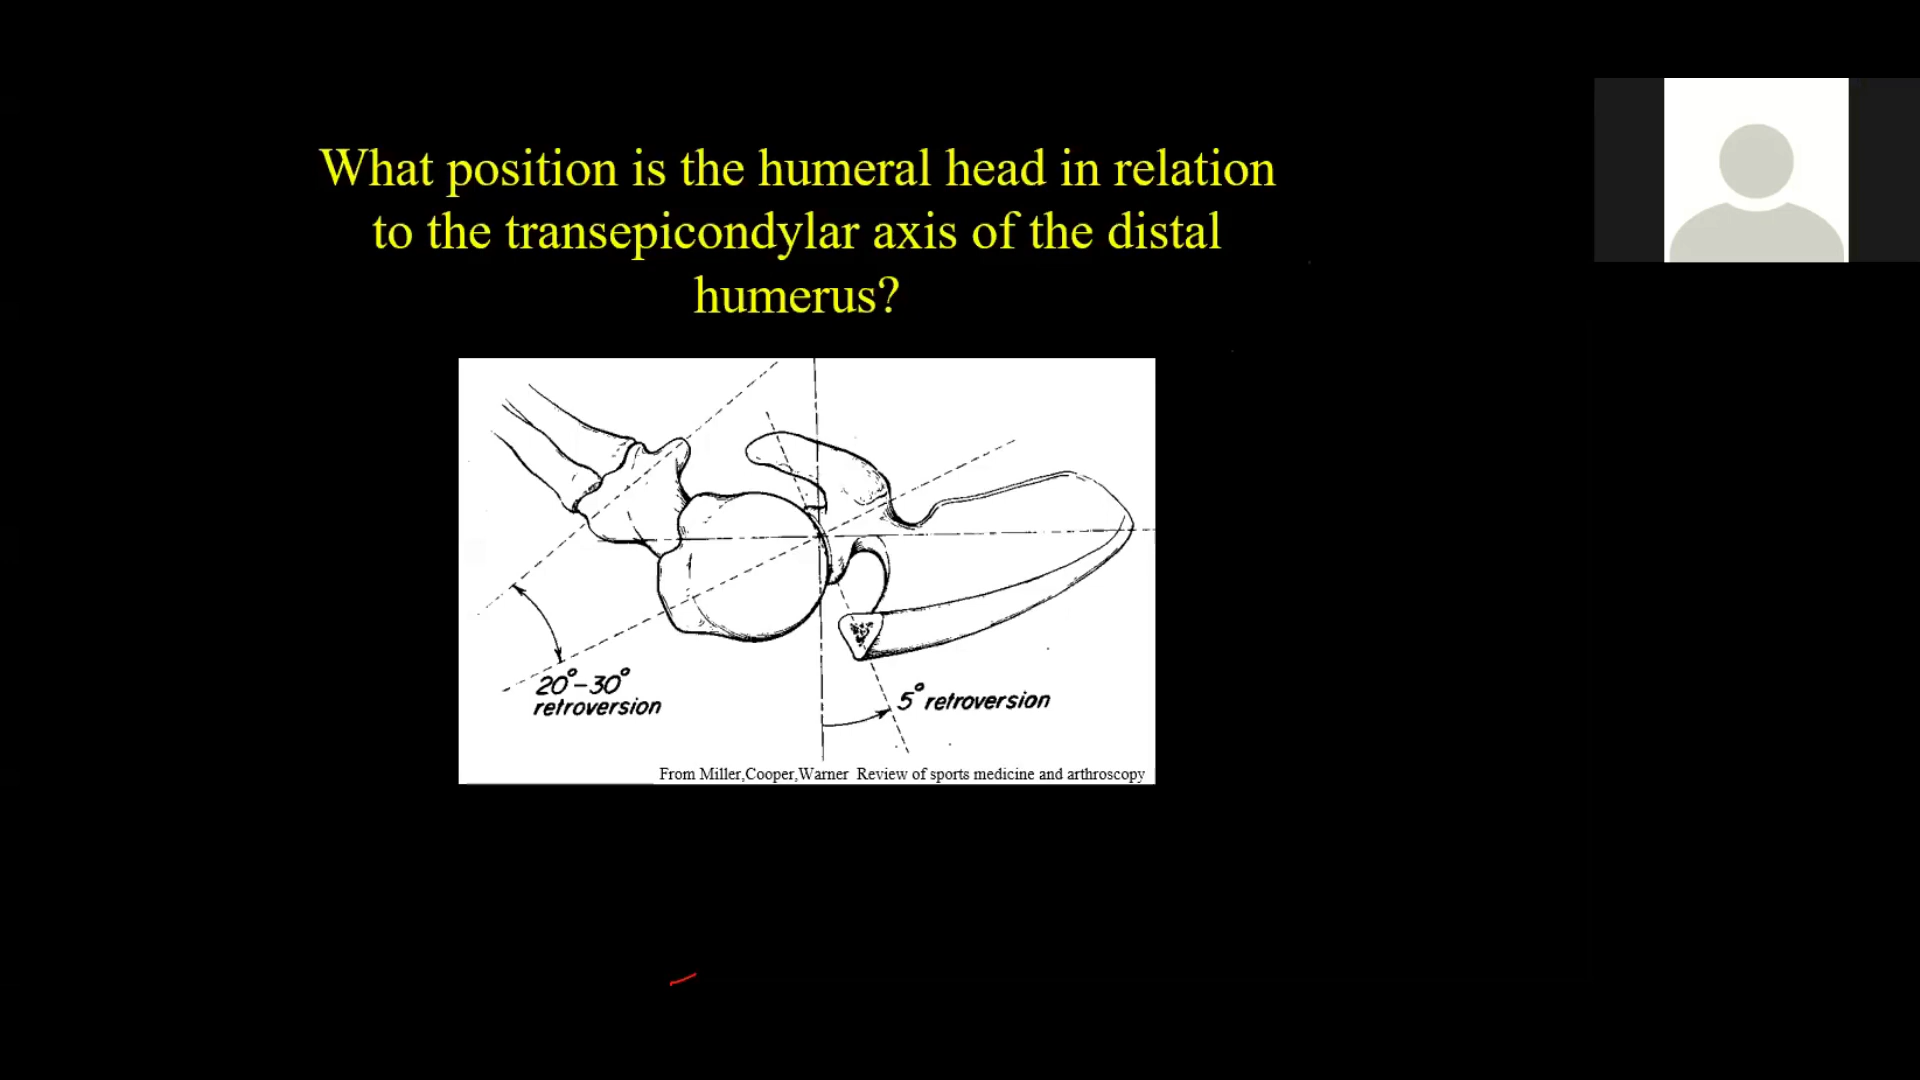 What position is the humeral head in relation
to the transepicondylar axis of the distal
humerus?
20°–30°
retroversion
5° retroversion
From Miller,Cooper,Warner Review of sports medicine and arthroscopy